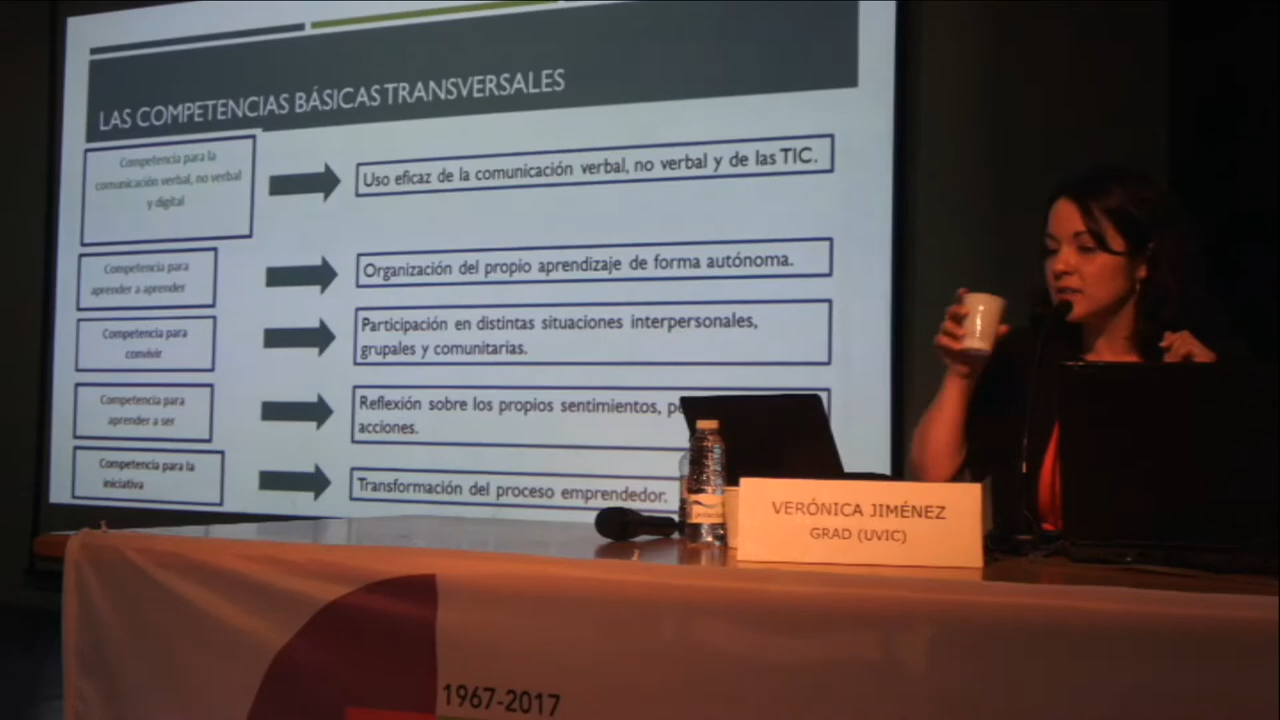 LAS COMPETENCIAS BÁSICAS TRANSVERSALES
Competencia para la
comunicación verbal, no verbal
y digital
Uso eficaz de la comunicación verbal, no verbal y de las TIC.
Competencia para
aprender a aprender
Organización del propio aprendizaje de forma autónoma.
Competencia para
convivir
Participación en distintas situaciones interpersonales,
grupales y comunitarias.
Competencia para
aprender a ser
Reflexión sobre los propios sentimientos,
acciones.
Competencia para la
iniciativa
Transformación del proceso emprendedor.
VERÓNICA JIMÉNEZ
GRAD (UVIC)
1967-2017